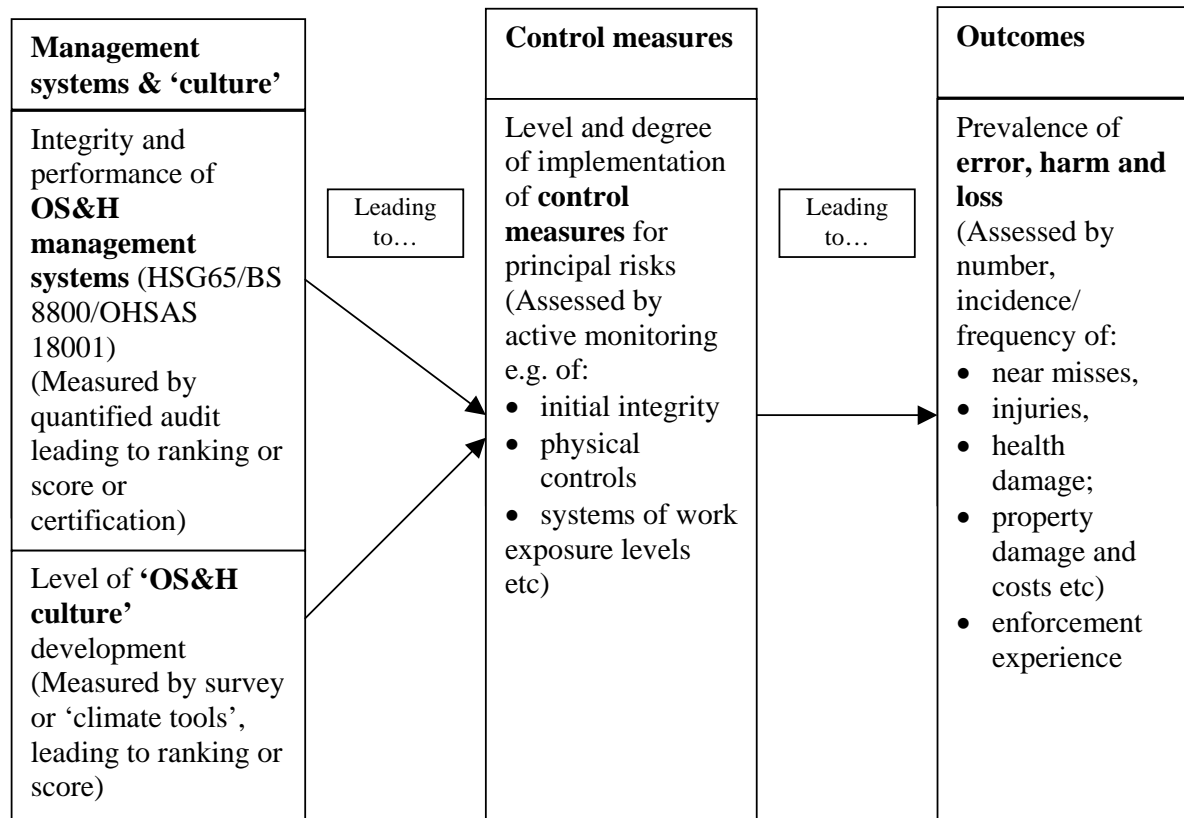 Management
systems & ‘culture’
Integrity and
performance of
OS&H
management
systems (HSG65/BS
8800/OHSAS
18001)
(Measured by
quantified audit
leading to ranking or
score or
certification)
Level of ‘OS&H
culture’
development
(Measured by survey
or ‘climate tools’,
leading to ranking or
score)
Leading
to…
Control measures
Level and degree
of implementation
of control
measures for
principal risks
(Assessed by
active monitoring
e.g. of:
• initial integrity
• physical
controls
• systems of work
exposure levels
etc)
Leading
to…
Outcomes
Prevalence of
error, harm and
loss
(Assessed by
number,
incidence/
frequency of:
• near misses,
• injuries,
• health
damage;
• property
damage and
costs etc)
• enforcement
experience